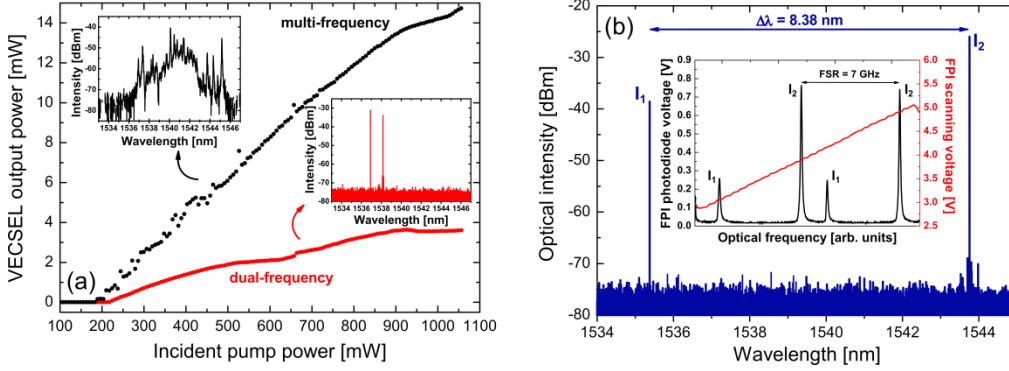 (a)
VECSEL output power [mW]
14
12
10
8
6
4
2
0
100 200 300 400 500 600 700 800 900 1000 1100
Incident pump power [mW]
multi-frequency
dual-frequency
Intensity [dBm]
-40
-50
-60
-70
-80
1534 1536 1538 1540 1542 1544 1546
Wavelength [nm]
Intensity [dBm]
-30
-40
-50
-60
-70
-80
1534 1536 1538 1540 1542 1544 1546
Wavelength [nm]
(b)
Optical intensity [dBm]
-20
-30
-40
-50
-60
-70
-80
1534 1536 1538 1540 1542 1544
Wavelength [nm]
Δλ = 8.38 nm
I1
I2
FPI photodiode voltage [V]
0.9
0.8
0.7
0.6
0.5
0.4
0.3
0.2
0.1
0.0
FSR = 7 GHz
I2
I2
I1
I1
Optical frequency [arb. units]
6.0
5.5
5.0
4.5
4.0
3.5
3.0
2.5
FPI scanning voltage [V]